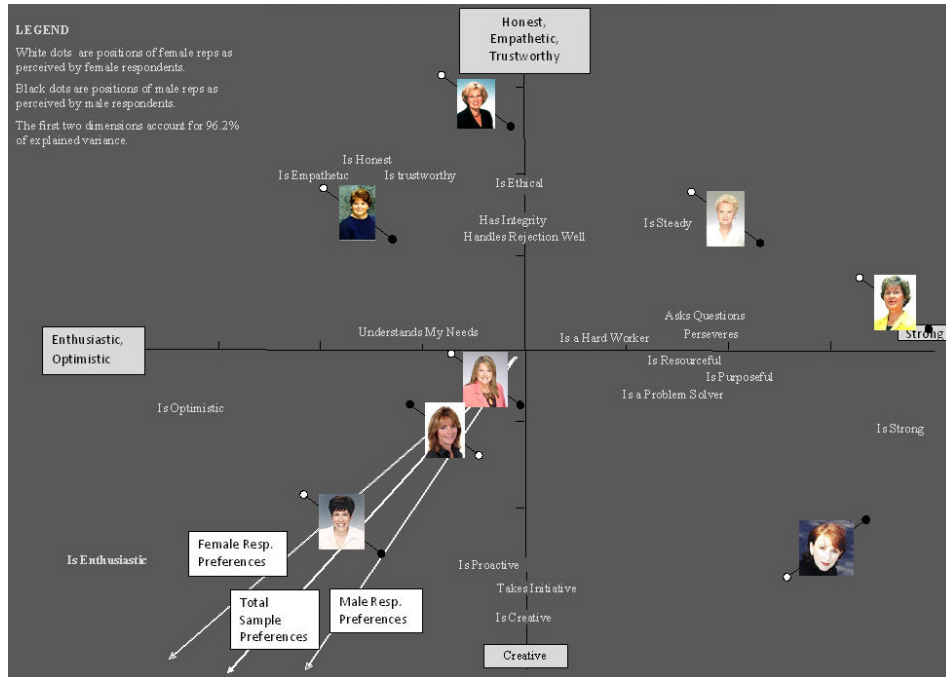 LEGEND
White dots are positions of female reps as
perceived by female respondents.
Black dots are positions of male reps as
perceived by male respondents.
The first two dimensions account for 96.2%
of explained variance.
Honest,
Empathetic,
Trustworthy
Is Honest
Is Empathetic
Is trustworthy
Is Ethical
Has Integrity
Handles Rejection Well
Is Steady
Asks Questions
Perseveres
Understands My Needs
Is a Hard Worker
Enthusiastic,
Optimistic
Strong
Is Resourceful
Is Purposeful
Is a Problem Solver
Is Optimistic
Is Strong
Is Enthusiastic
Female Resp.
Preferences
Total
Sample
Preferences
Male Resp.
Preferences
Is Proactive
Takes Initiative
Is Creative
Creative